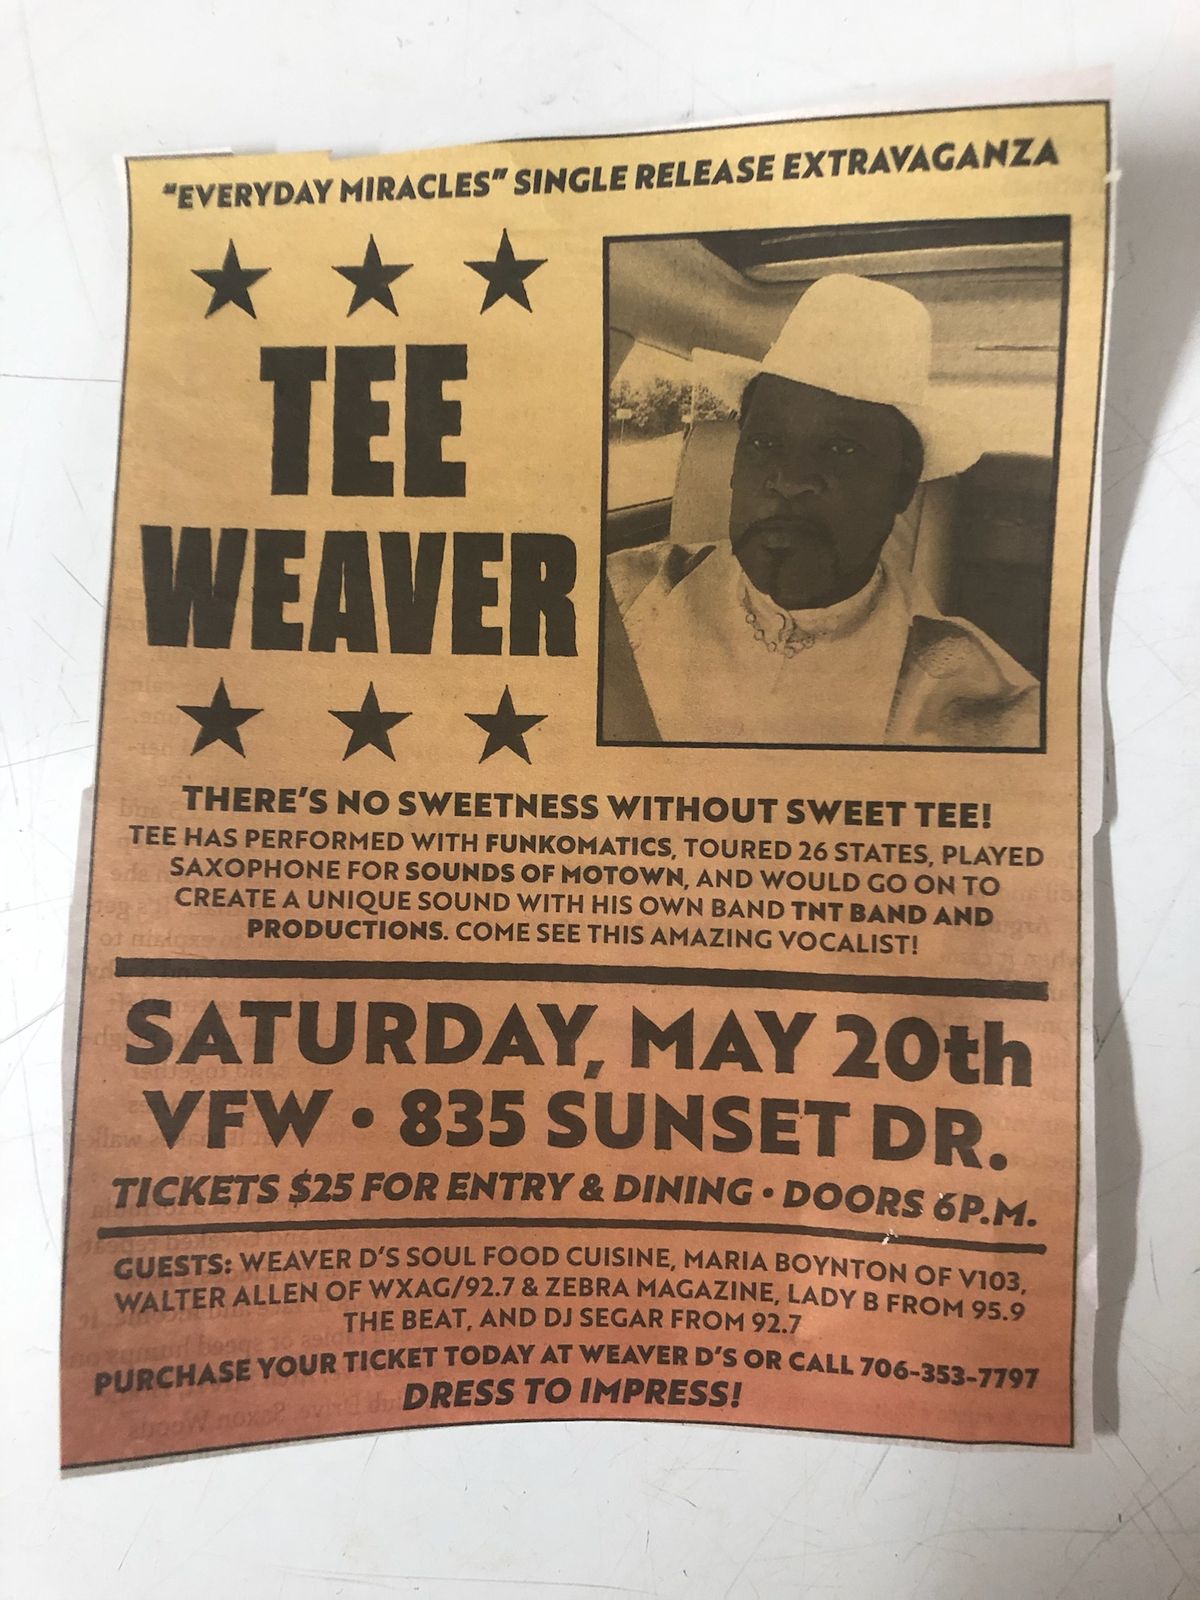 "EVERYDAY MIRACLES" SINGLE RELEASE EXTRAVAGANZA
TEE
WEAVER
THERE'S NO SWEETNESS WITHOUT SWEET TEE!
TEE HAS PERFORMED WITH FUNKOMATICS, TOURED 26 STATES, PLAYED
SAXOPHONE FOR SOUNDS OF MOTOWN, AND WOULD GO ON TO
CREATE A UNIQUE SOUND WITH HIS OWN BAND TNT BAND AND
PRODUCTIONS. COME SEE THIS AMAZING VOCALIST!
SATURDAY, MAY 20th
VFW • 835 SUNSET DR.
TICKETS $25 FOR ENTRY & DINING • DOORS 6P.M.
GUESTS: WEAVER D'S SOUL FOOD CUISINE, MARIA BOYNTON OF V103,
WALTER ALLEN OF WXAG/92.7 & ZEBRA MAGAZINE, LADY B FROM 95.9
THE BEAT, AND DJ SEGAR FROM 92.7
PURCHASE YOUR TICKET TODAY AT WEAVER D'S OR CALL 706-353-7797
DRESS TO IMPRESS!